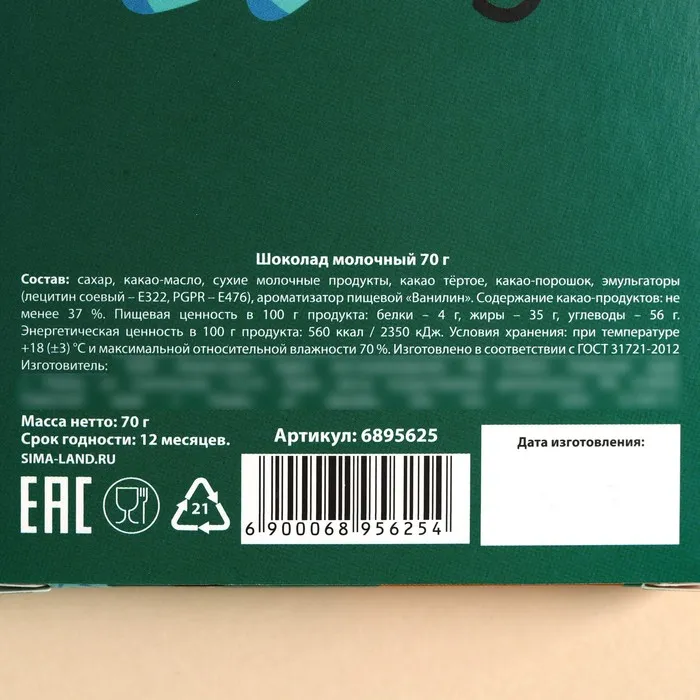 Шоколад молочный 70 г
Состав: сахар, какао-масло, сухие молочные продукты, какао тёртое, какао-порошок, эмульгаторы
(лецитин соевый – Е322, PGPR – Е476), ароматизатор пищевой «Ванилин». Содержание какао-продуктов: не
менее 37 %. Пищевая ценность в 100 г продукта: белки – 4 г, жиры – 35 г, углеводы – 56 г.
Энергетическая ценность в 100 г продукта: 560 ккал / 2350 кДж. Условия хранения: при температуре
+18 (±3) °С и максимальной относительной влажности 70 %. Изготовлено в соответствии с ГОСТ 31721-2012
Изготовитель:
Масса нетто: 70 г
Срок годности: 12 месяцев.
SIMA-LAND.RU
Артикул: 6895625
Дата изготовления:
EAC
21
6 900068 956254